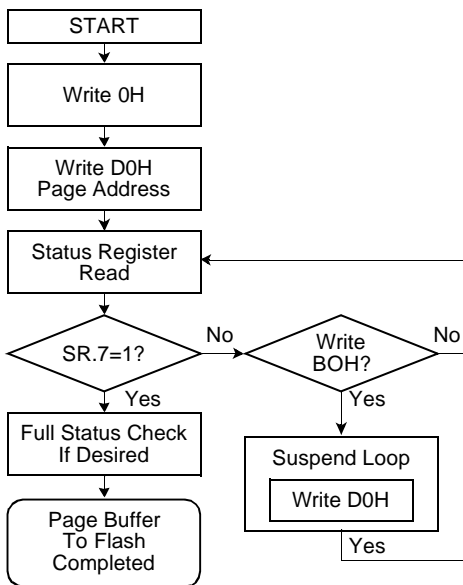 START
Write 0H
Write D0H
Page Address
Status Register
Read
SR.7=1?
No
Write
BOH?
No
Yes
Yes
Full Status Check
If Desired
Suspend Loop
Write D0H
Page Buffer
To Flash
Completed
Yes